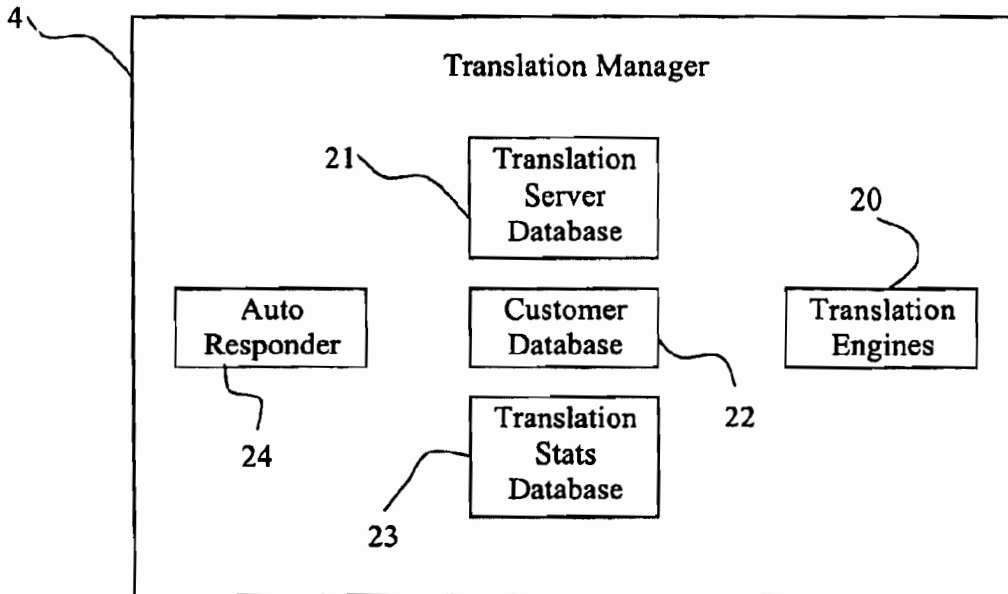 4
Translation Manager
21
Translation
Server
Database
20
Auto
Responder
Customer
Database
Translation
Engines
24
22
Translation
Stats
Database
23